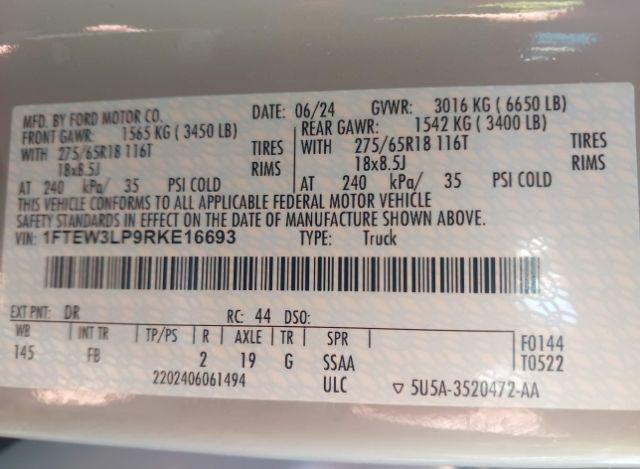 MFD. BY FORD MOTOR CO. DATE: 06/24 GVWR: 3016 KG ( 6650 LB)
FRONT GAWR: 1565 KG ( 3450 LB) REAR GAWR: 1542 KG ( 3400 LB)
WITH 275/65R18 116T TIRES WITH 275/65R18 116T TIRES
18x8.5J RIMS 18x8.5J RIMS
AT 240 kPa/ 35 PSI COLD AT 240 kPa/ 35 PSI COLD
THIS VEHICLE CONFORMS TO ALL APPLICABLE FEDERAL MOTOR VEHICLE
SAFETY STANDARDS IN EFFECT ON THE DATE OF MANUFACTURE SHOWN ABOVE.
VIN: 1FTEW3LP9RKE16693 TYPE: Truck
EXT PNT: DR RC: 44 DSO:
WB INT TR TP/PS R AXLE TR SPR F0144
145 FB 2 19 G SSAA T0522
2202406061494 ULC ▽ 5U5A-3520472-AA